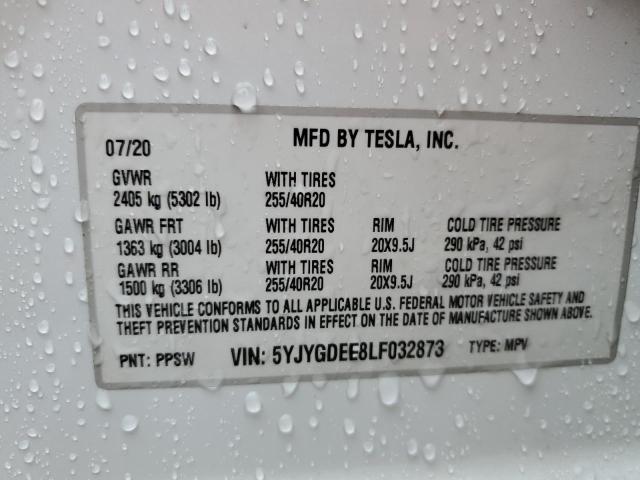 07/20 MFD BY TESLA, INC.
GVWR WITH TIRES
2405 kg (5302 lb) 255/40R20
GAWR FRT WITH TIRES RIM COLD TIRE PRESSURE
1363 kg (3004 lb) 255/40R20 20X9.5J 290 kPa, 42 psi
GAWR RR WITH TIRES RIM COLD TIRE PRESSURE
1500 kg (3306 lb) 255/40R20 20X9.5J 290 kPa, 42 psi
THIS VEHICLE CONFORMS TO ALL APPLICABLE U.S. FEDERAL MOTOR VEHICLE SAFETY AND
THEFT PREVENTION STANDARDS IN EFFECT ON THE DATE OF MANUFACTURE SHOWN ABOVE.
PNT: PPSW VIN: 5YJYGDEE8LF032873 TYPE: MPV